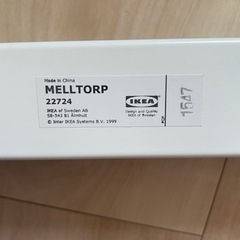 Made in China
MELLTORP
22724
IKEA of Sweden AB
SE-343 81 Älmhult
© Inter IKEA Systems B.V. 1999
IKEA
Design and Quality
IKEA of Sweden
1547